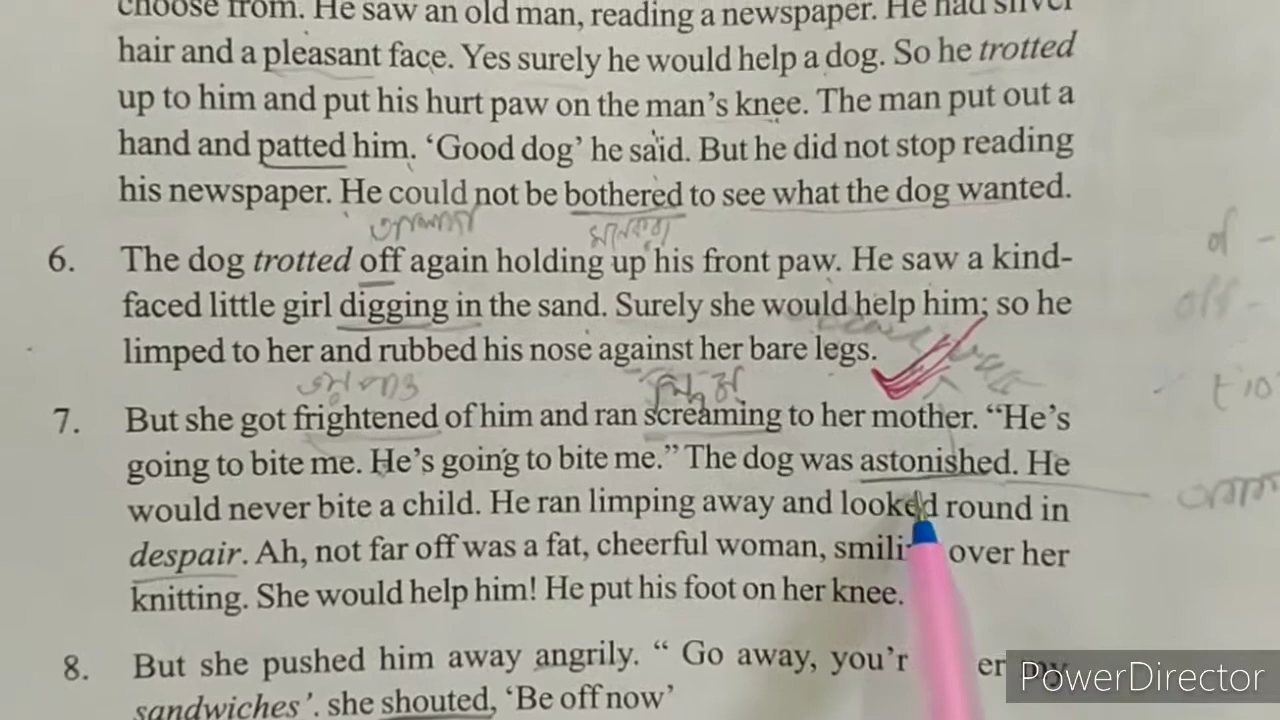 choose from. He saw an old man, reading a newspaper. He had silver
hair and a pleasant face. Yes surely he would help a dog. So he trotted
up to him and put his hurt paw on the man's knee. The man put out a
hand and patted him. ‘Good dog’ he said. But he did not stop reading
his newspaper. He could not be bothered to see what the dog wanted.
6. The dog trotted off again holding up his front paw. He saw a kind-
faced little girl digging in the sand. Surely she would help him; so he
limped to her and rubbed his nose against her bare legs.
7. But she got frightened of him and ran screaming to her mother. “He's
going to bite me. He's going to bite me.” The dog was astonished. He
would never bite a child. He ran limping away and looked round in
despair. Ah, not far off was a fat, cheerful woman, smili over her
knitting. She would help him! He put his foot on her knee.
8. But she pushed him away angrily. “ Go away, you'r
sandwiches’. she shouted, ‘Be off now’
of -
off -
PowerDirector